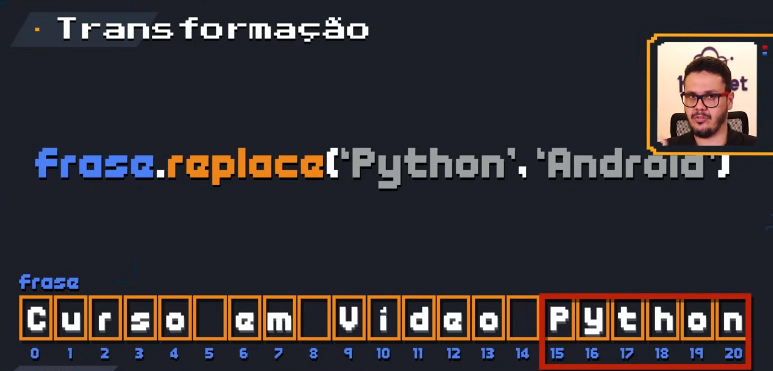 Transformação
frase.replace('Python', 'Android')
frase
Curso em Video Python
0 1 2 3 4 5 6 7 8 9 10 11 12 13 14 15 16 17 18 19 20